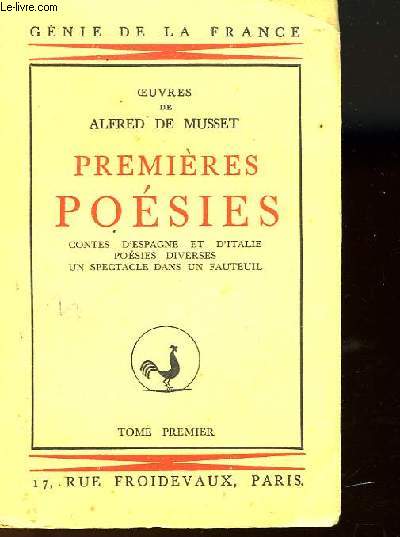 le-livre.com
GÉNIE DE LA FRANCE
ŒUVRES
DE
ALFRED DE MUSSET
PREMIÈRES
POÉSIES
CONTES D'ESPAGNE ET D'ITALIE
POÉSIES DIVERSES
UN SPECTACLE DANS UN FAUTEUIL
TOME PREMIER
17, RUE FROIDEVAUX, PARIS.